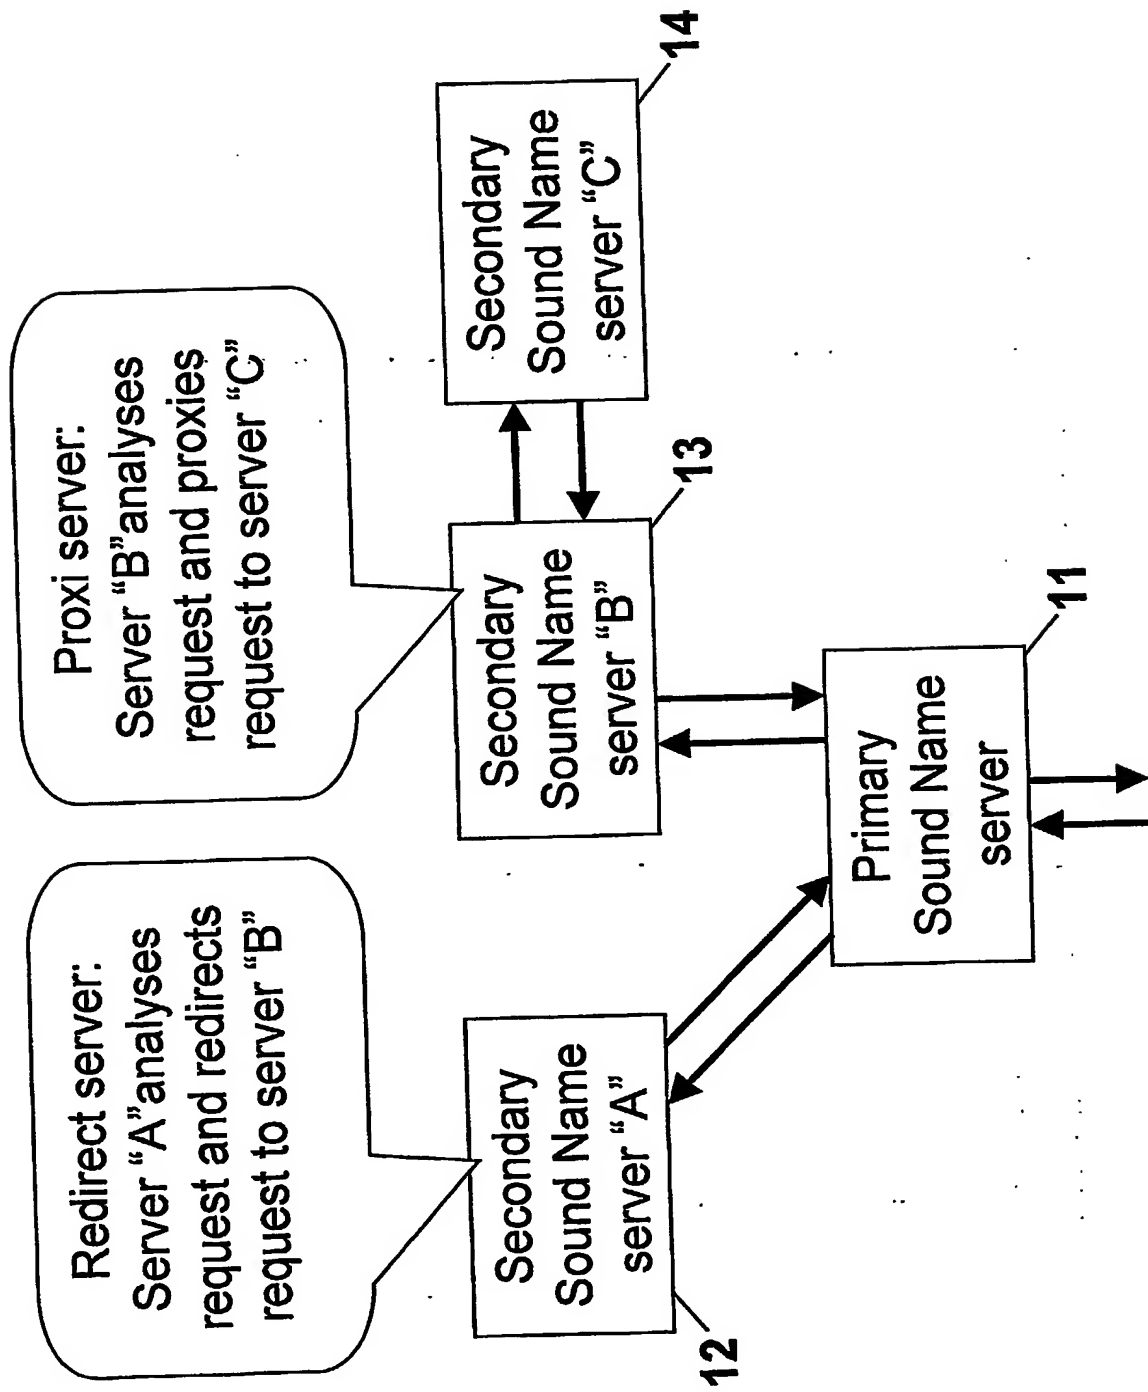 Redirect server:
Server “A”analyses
request and redirects
request to server “B”
Proxi server:
Server “B”analyses
request and proxies
request to server “C”
Secondary
Sound Name
server “A”
12
Secondary
Sound Name
server “B”
13
Secondary
Sound Name
server “C”
14
Primary
Sound Name
server
11